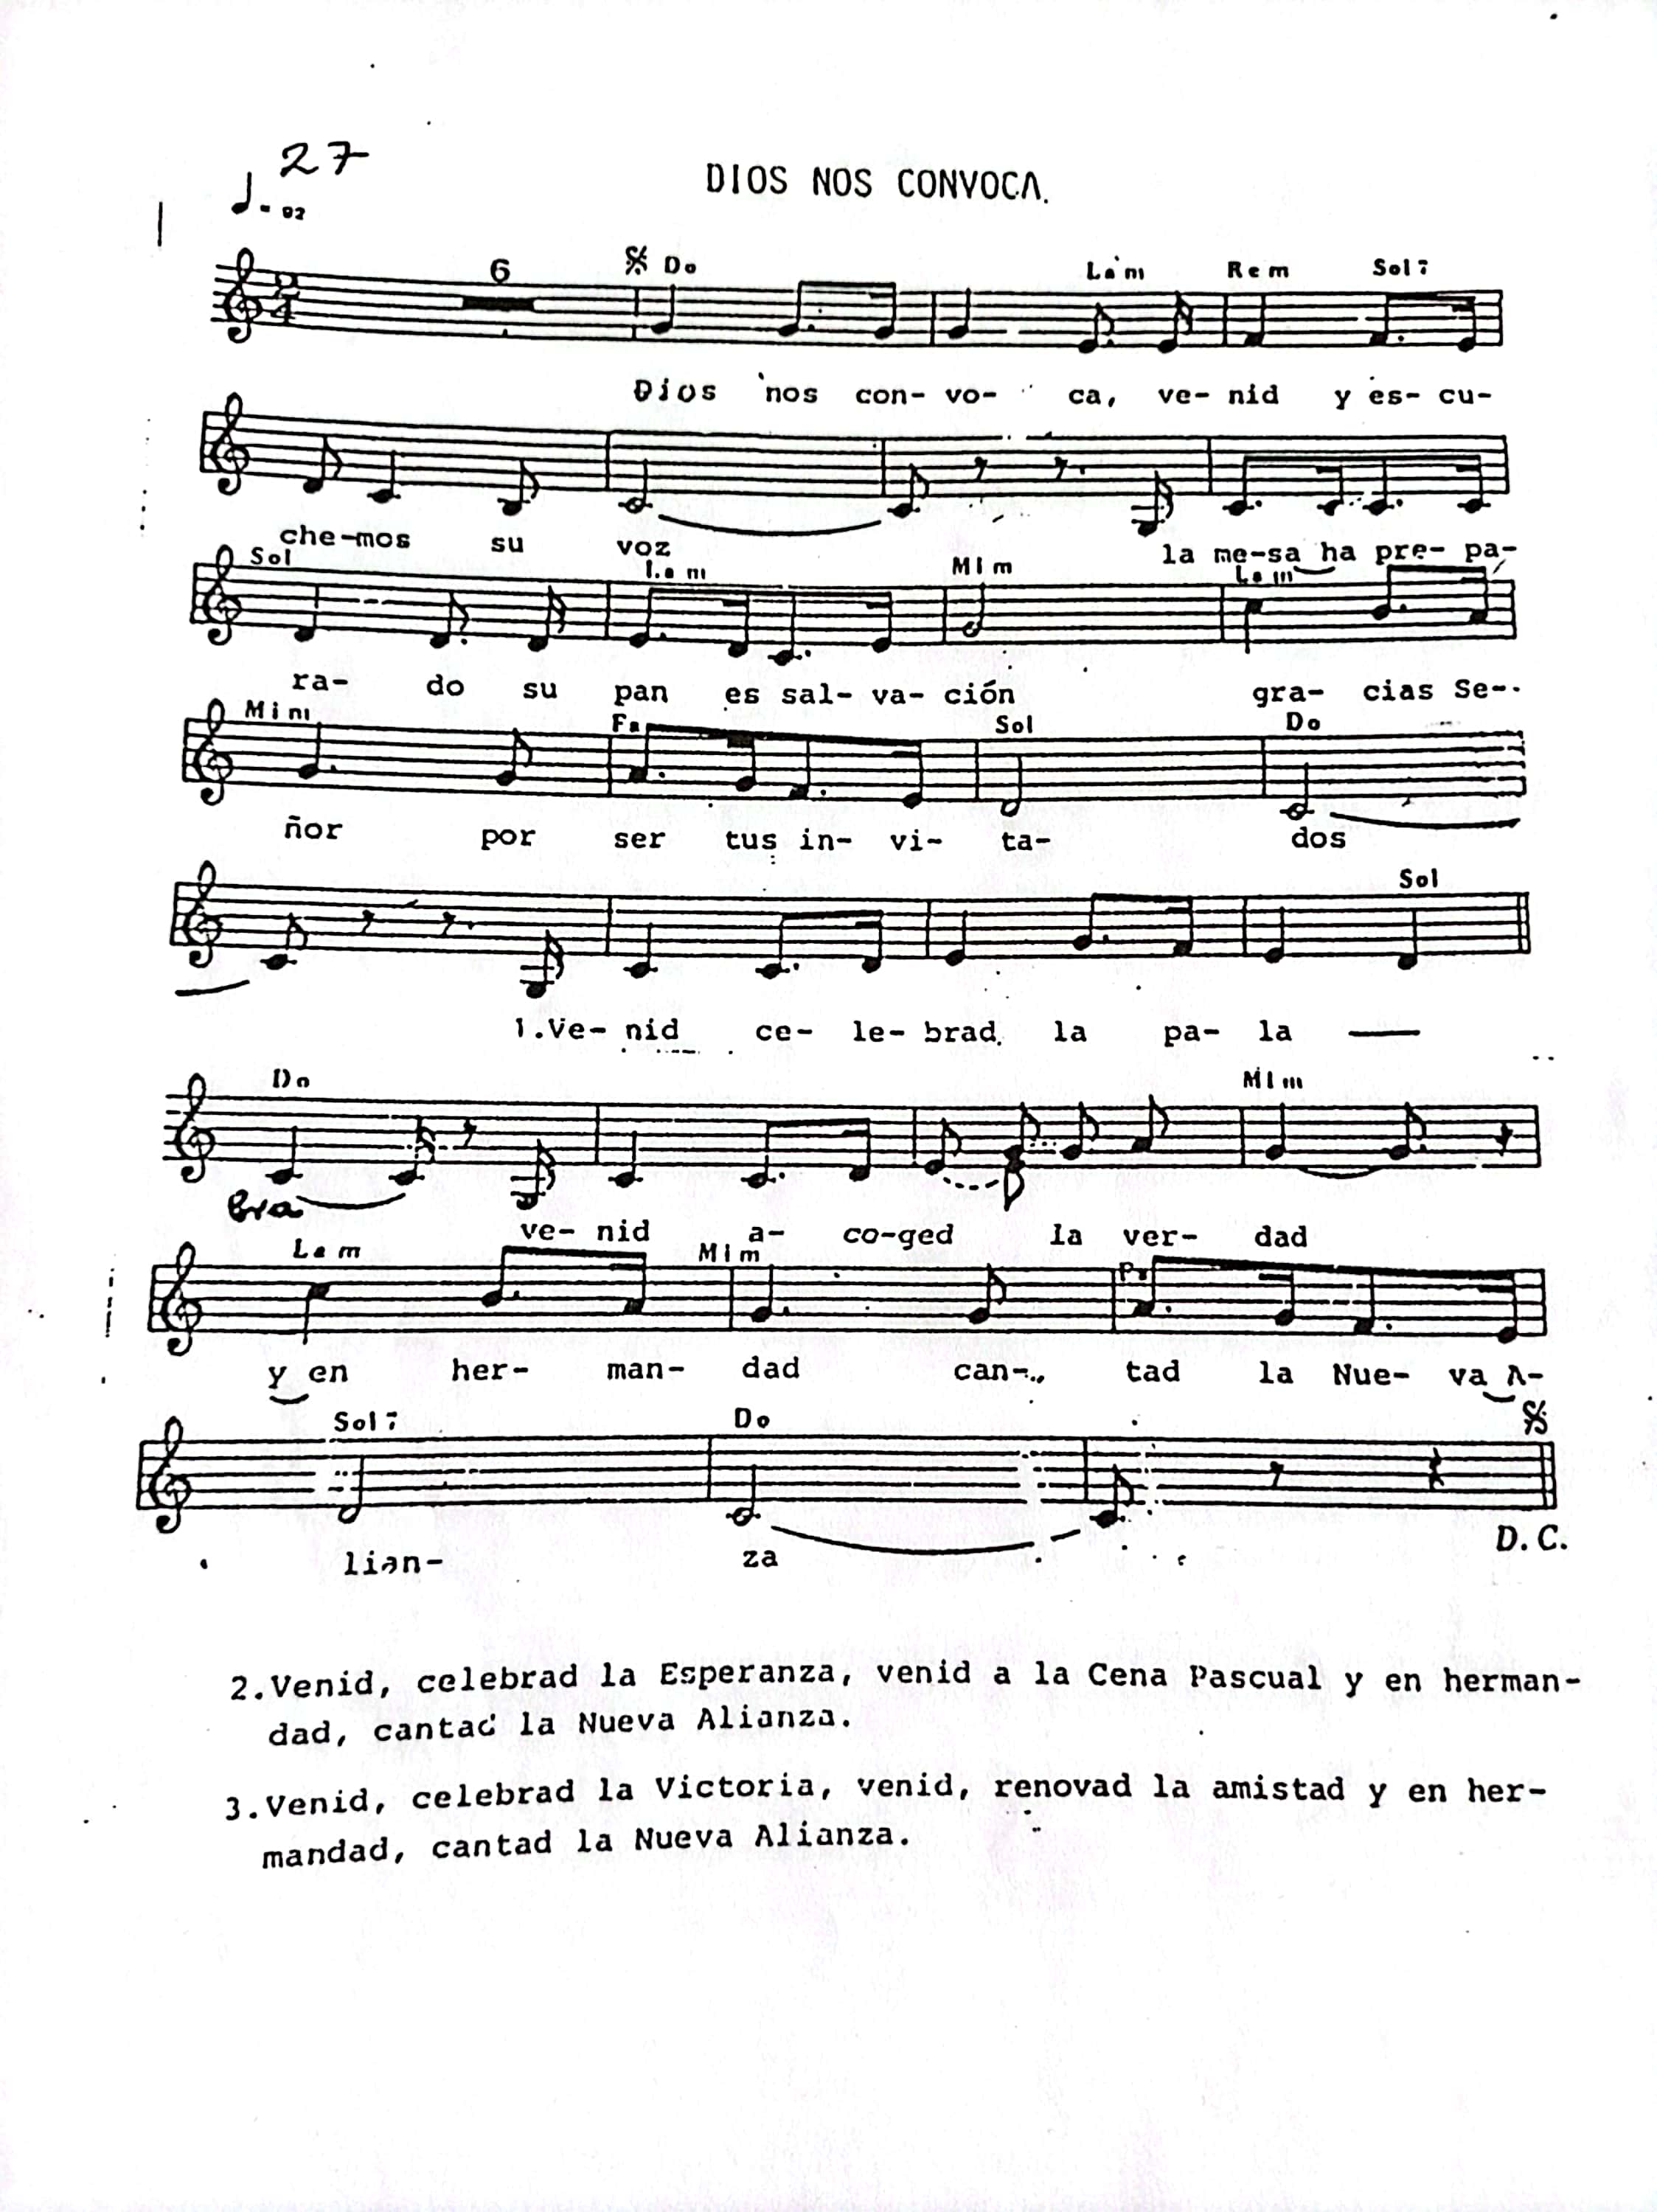 27
DIOS NOS CONVOCA.
2
4
6
Do Lam Rem Sol7
Dios nos con- vo- ca, ve- nid y es- cu-
che-mos su voz la me-sa ha pre- pa-
Sol Lam Mim Lam
ra- do su pan es sal- va- ción gra- cias Se-
Mim Fa Sol Do
ñor por ser tus in- vi- ta- dos
Sol
1.Ve- nid ce- le- brad la pa- la
Do Mim
bra ve- nid a- co-ged la ver- dad
Lam Mim Fa
y en her- man- dad can- tad la Nue- va A-
Sol7 Do
D.C.
lian- za
2.Venid, celebrad la Esperanza, venid a la Cena Pascual y en herman-
dad, cantad la Nueva Alianza.
3.Venid, celebrad la Victoria, venid, renovad la amistad y en her-
mandad, cantad la Nueva Alianza.